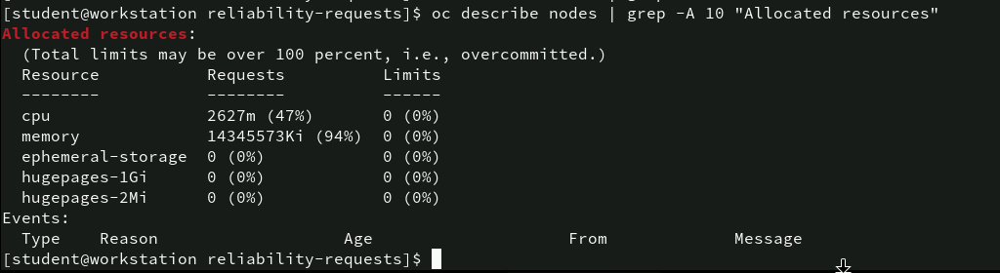 [student@workstation reliability-requests]$ oc describe nodes | grep -A 10 "Allocated resources"
Allocated resources:
  (Total limits may be over 100 percent, i.e., overcommitted.)
  Resource           Requests          Limits
  --------           --------          ------
  cpu                2627m (47%)       0 (0%)
  memory             14345573Ki (94%)  0 (0%)
  ephemeral-storage  0 (0%)            0 (0%)
  hugepages-1Gi      0 (0%)            0 (0%)
  hugepages-2Mi      0 (0%)            0 (0%)
Events:
  Type    Reason                   Age                    From             Message
[student@workstation reliability-requests]$